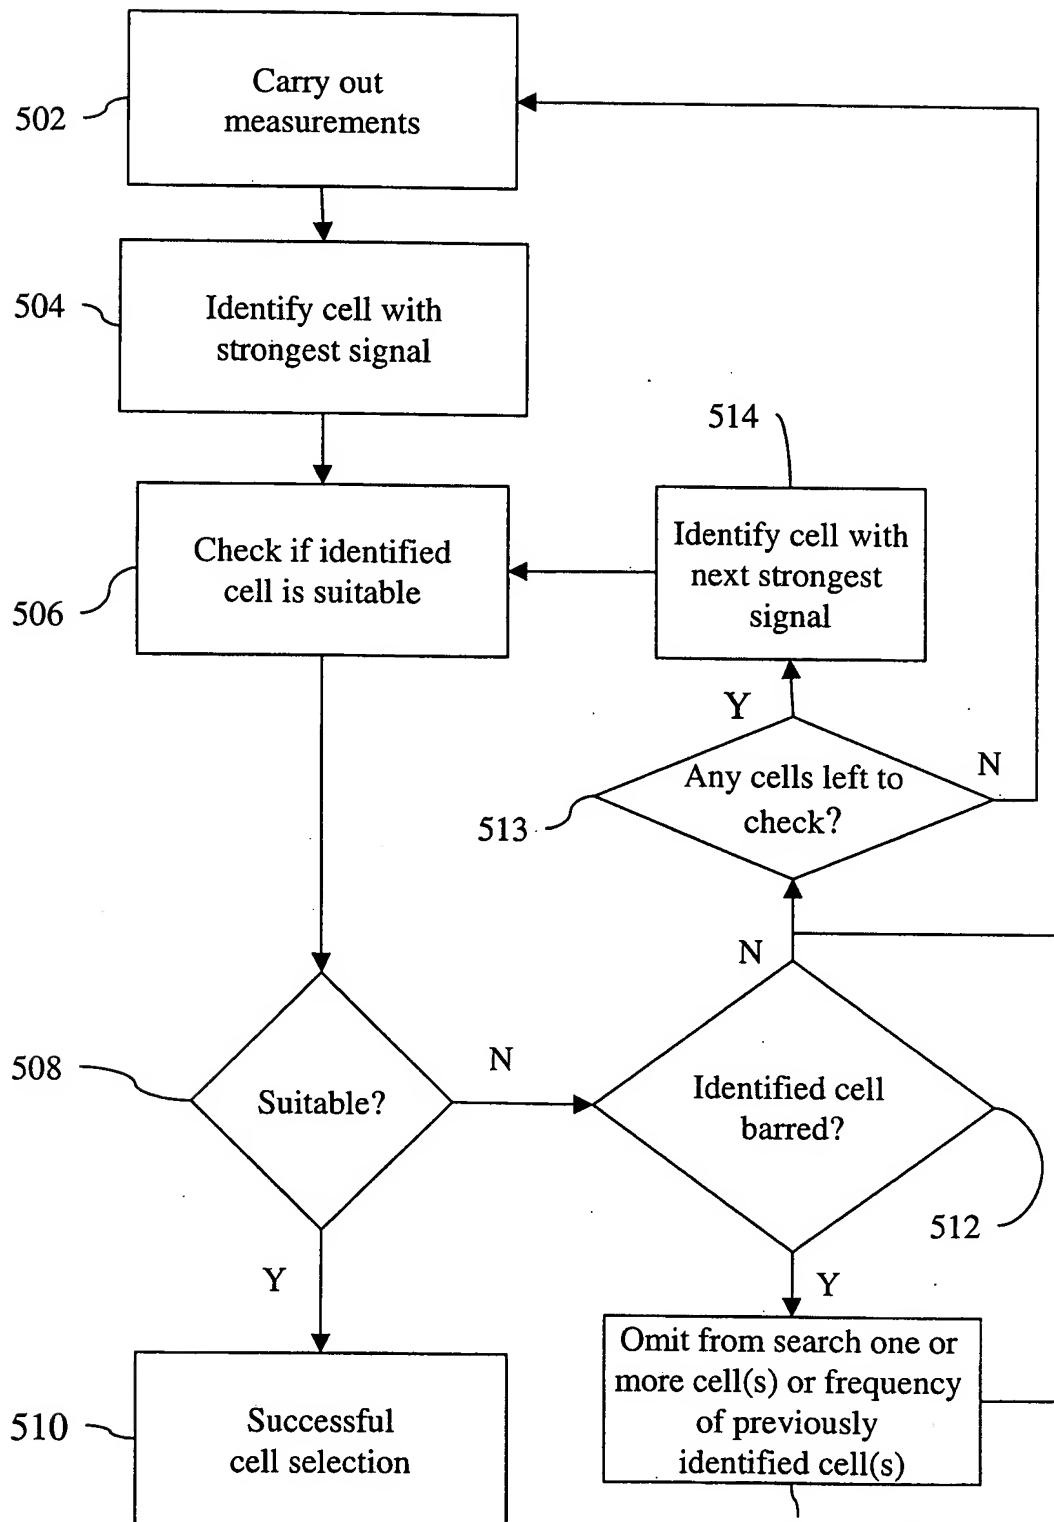 502
Carry out
measurements
504
Identify cell with
strongest signal
506
Check if identified
cell is suitable
514
Identify cell with
next strongest
signal
Y
N
513
Any cells left to
check?
N
508
Suitable?
N
Identified cell
barred?
512
Y
Y
510
Successful
cell selection
Omit from search one or
more cell(s) or frequency
of previously
identified cell(s)